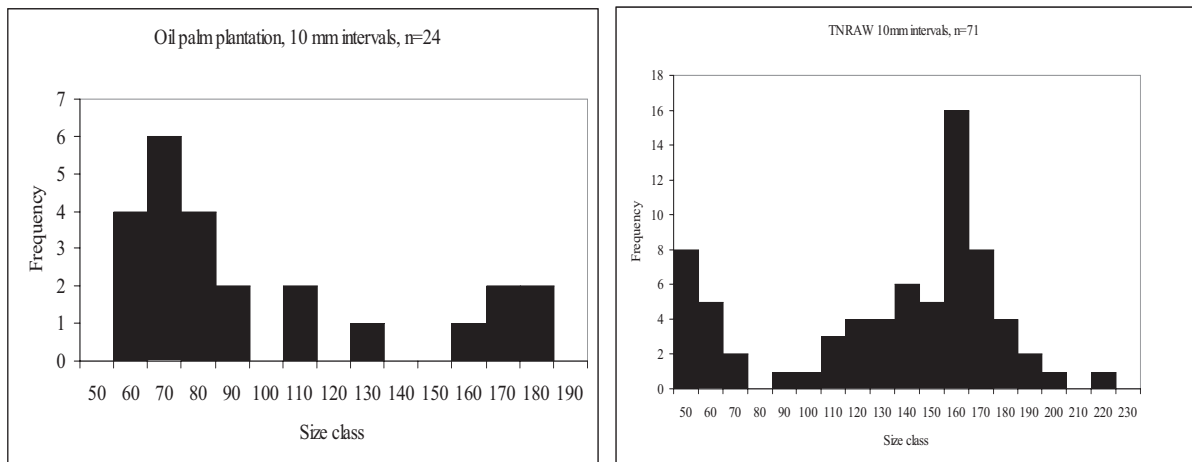 Oil palm plantation, 10 mm intervals, n=24
7
6
5
4
3
2
1
0
Frequency
50 60 70 80 90 100 110 120 130 140 150 160 170 180 190
Size class
TNRAW 10mm intervals, n=71
18
16
14
12
10
8
6
4
2
0
Frequency
50 60 70 80 90 100 110 120 130 140 150 160 170 180 190 200 210 220 230
Size class